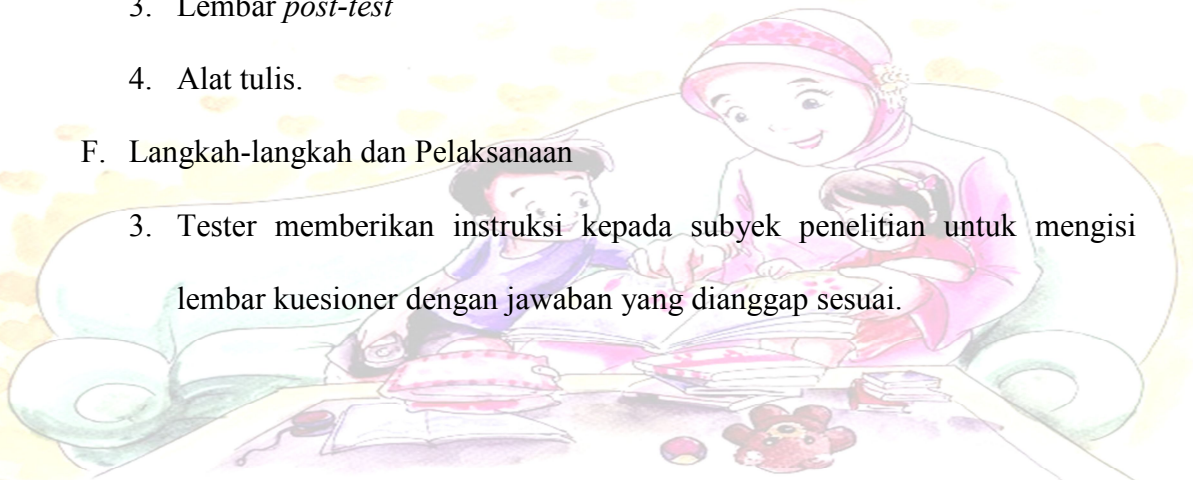 3. Lembar post-test
4. Alat tulis.
F. Langkah-langkah dan Pelaksanaan
3. Tester memberikan instruksi kepada subyek penelitian untuk mengisi
lembar kuesioner dengan jawaban yang dianggap sesuai.